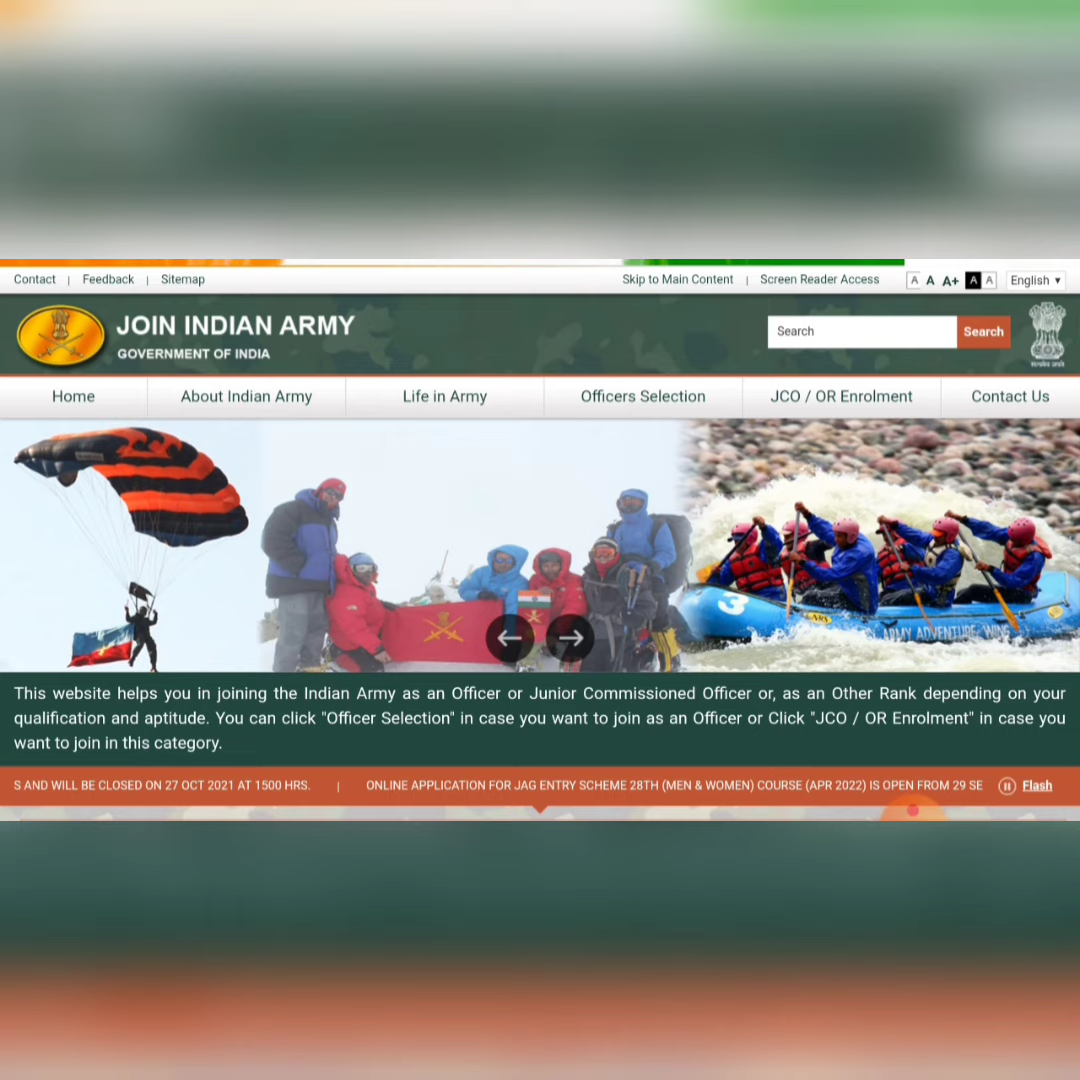 Contact | Feedback | Sitemap Skip to Main Content | Screen Reader Access A A A+ A A English ▾
JOIN INDIAN ARMY
GOVERNMENT OF INDIA
Search Search
Home About Indian Army Life in Army Officers Selection JCO / OR Enrolment Contact Us
3
ARMY ADVENTURE WING
This website helps you in joining the Indian Army as an Officer or Junior Commissioned Officer or, as an Other Rank depending on your
qualification and aptitude. You can click "Officer Selection" in case you want to join as an Officer or Click "JCO / OR Enrolment" in case you
want to join in this category.
S AND WILL BE CLOSED ON 27 OCT 2021 AT 1500 HRS. | ONLINE APPLICATION FOR JAG ENTRY SCHEME 28TH (MEN & WOMEN) COURSE (APR 2022) IS OPEN FROM 29 SE Flash